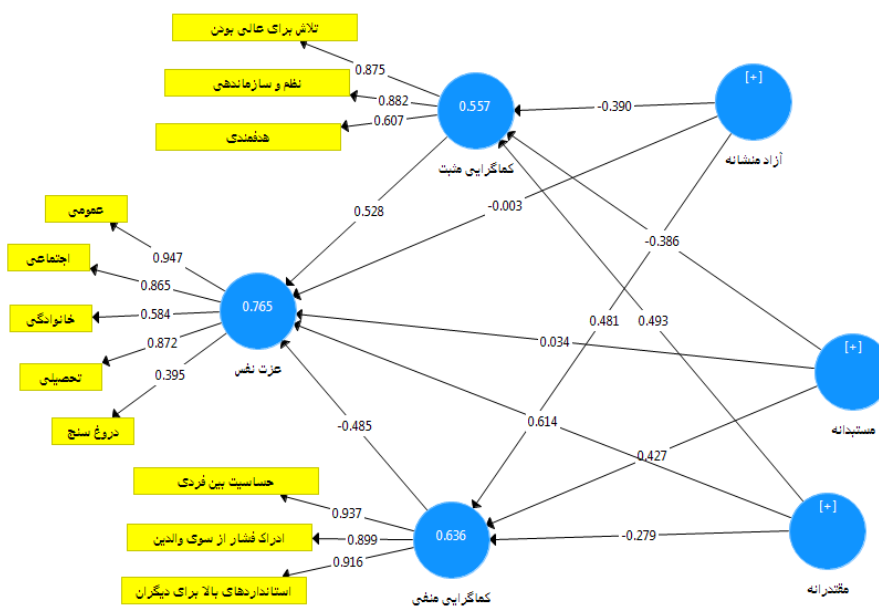 تلاش برای عالی بودن
نظم و سازماندهی
هدفمندی
0.875
0.882
0.607
0.557
کماگرایی مثبت
-0.390
[+]
آزاد منشانه
0.528
-0.003
-0.386
عمومی
اجتماعی
خانوادگی
تحصیلی
دروغ سنج
0.947
0.865
0.584
0.872
0.395
0.765
عزت نفس
0.034
0.481
0.493
[+]
مستبدانه
0.614
0.427
-0.485
حساسیت بین فردی
ادراک فشار از سوی والدین
استانداردهای بالا برای دیگران
0.937
0.899
0.916
0.636
کماگرایی منفی
-0.279
[+]
مقتدرانه